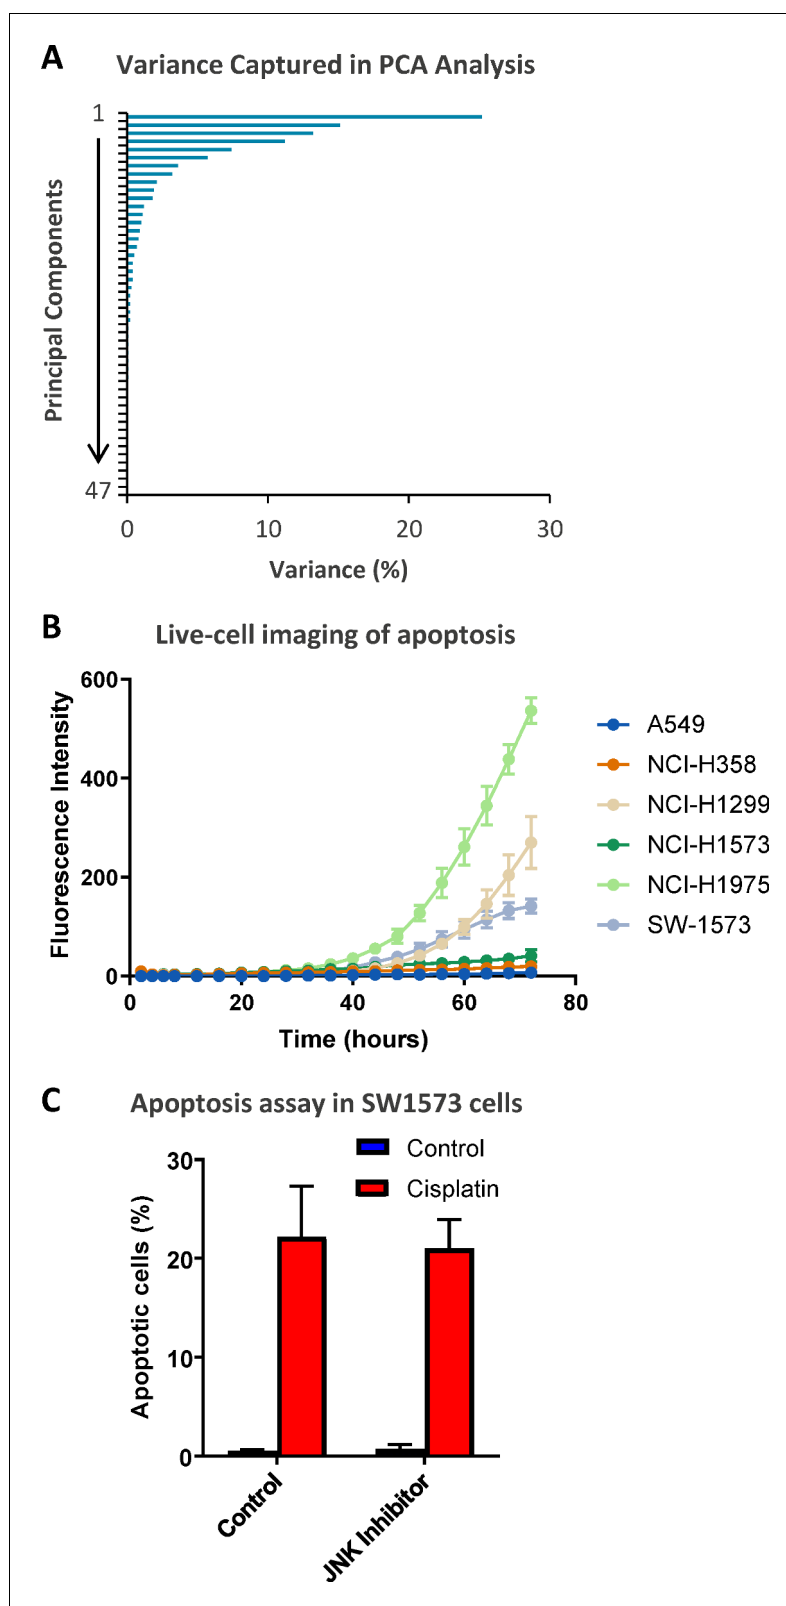 A
Variance Captured in PCA Analysis
1
Principal Components
47
0 10 20 30
Variance (%)
B
Live-cell imaging of apoptosis
600
400
200
0
Fluorescence Intensity
0 20 40 60 80
Time (hours)
A549
NCI-H358
NCI-H1299
NCI-H1573
NCI-H1975
SW-1573
C
Apoptosis assay in SW1573 cells
Control
Cisplatin
30
20
10
0
Apoptotic cells (%)
Control
JNK Inhibitor